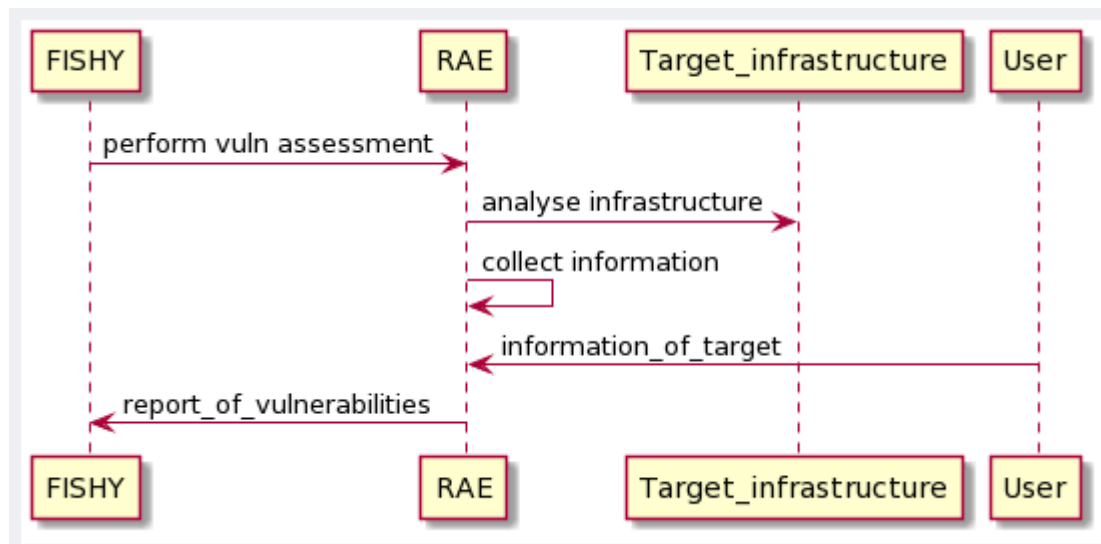 FISHY RAE Target_infrastructure User
perform vuln assessment
analyse infrastructure
collect information
information_of_target
report_of_vulnerabilities
FISHY RAE Target_infrastructure User